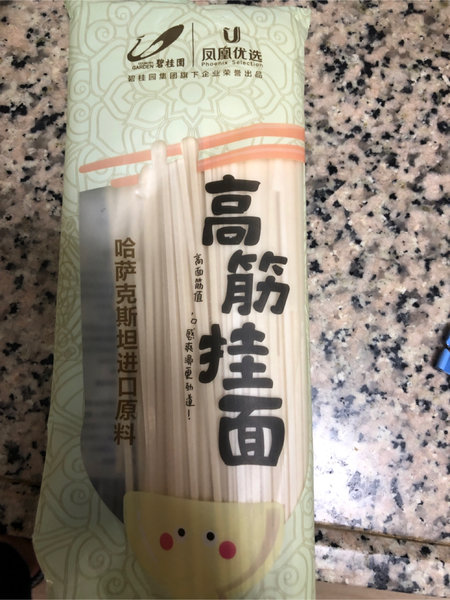 COUNTRY GARDEN 碧桂园
凤凰优选
Phoenix Selection
碧桂园集团旗下企业荣誉出品
高筋挂面
高面筋值
口感爽滑更劲道!
哈萨克斯坦进口原料